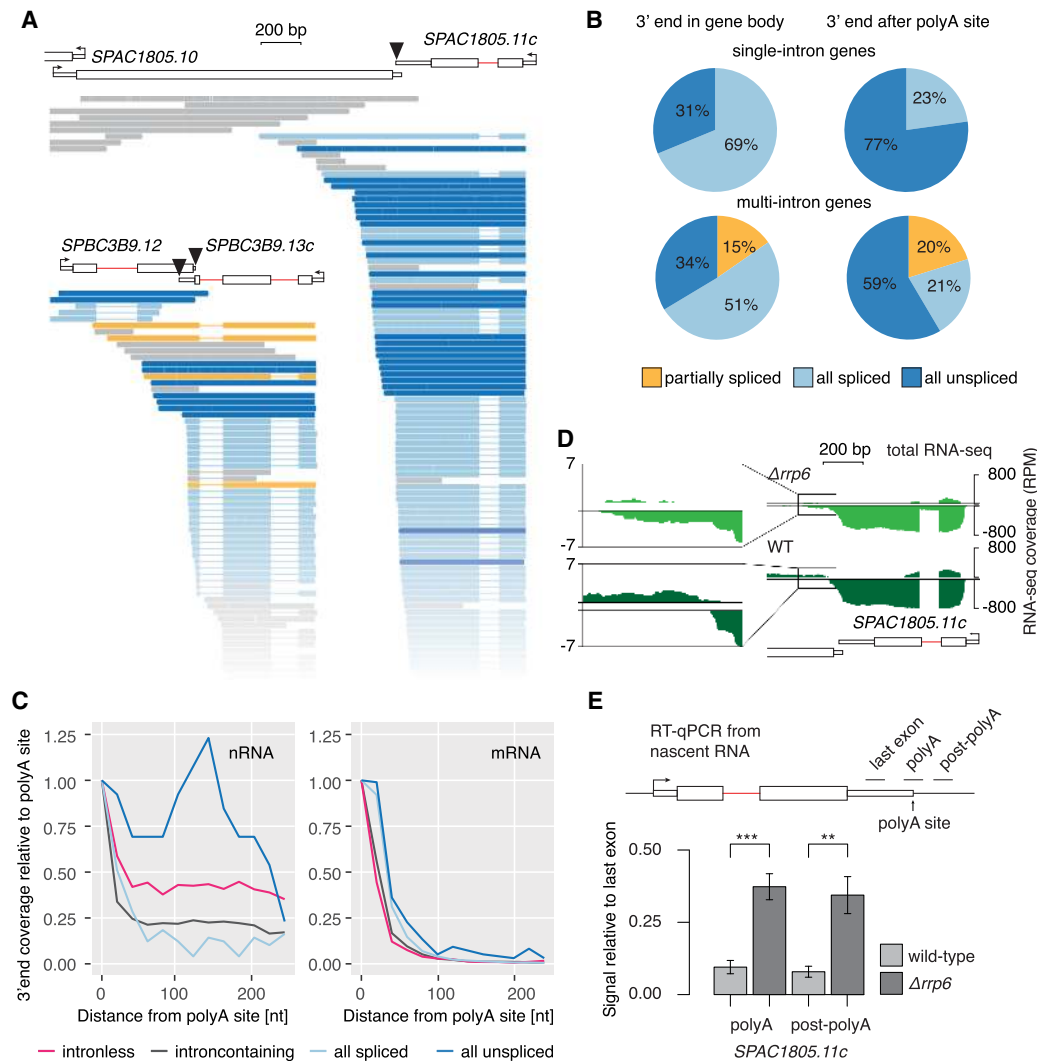 A
200 bp
SPAC1805.10
SPAC1805.11c
SPBC3B9.12
SPBC3B9.13c
B
3’ end in gene body
3’ end after polyA site
single-intron genes
31%
69%
23%
77%
multi-intron genes
15%
34%
51%
20%
59%
21%
partially spliced
all spliced
all unspliced
D
200 bp
total RNA-seq
7
Δrrp6
800
-7
-800
7
WT
800
-7
-800
SPAC1805.11c
RNA-seq coverage (RPM)
C
3’end coverage relative to polyA site
1.25
1.00
0.75
0.50
0.25
0.00
nRNA
0
100
200
Distance from polyA site [nt]
1.25
1.00
0.75
0.50
0.25
0.00
mRNA
0
100
200
Distance from polyA site [nt]
intronless
introncontaining
all spliced
all unspliced
E
RT-qPCR from
nascent RNA
last exon
polyA
post-polyA
polyA site
Signal relative to last exon
0.50
0.25
0.00
***
**
wild-type
Δrrp6
polyA
post-polyA
SPAC1805.11c